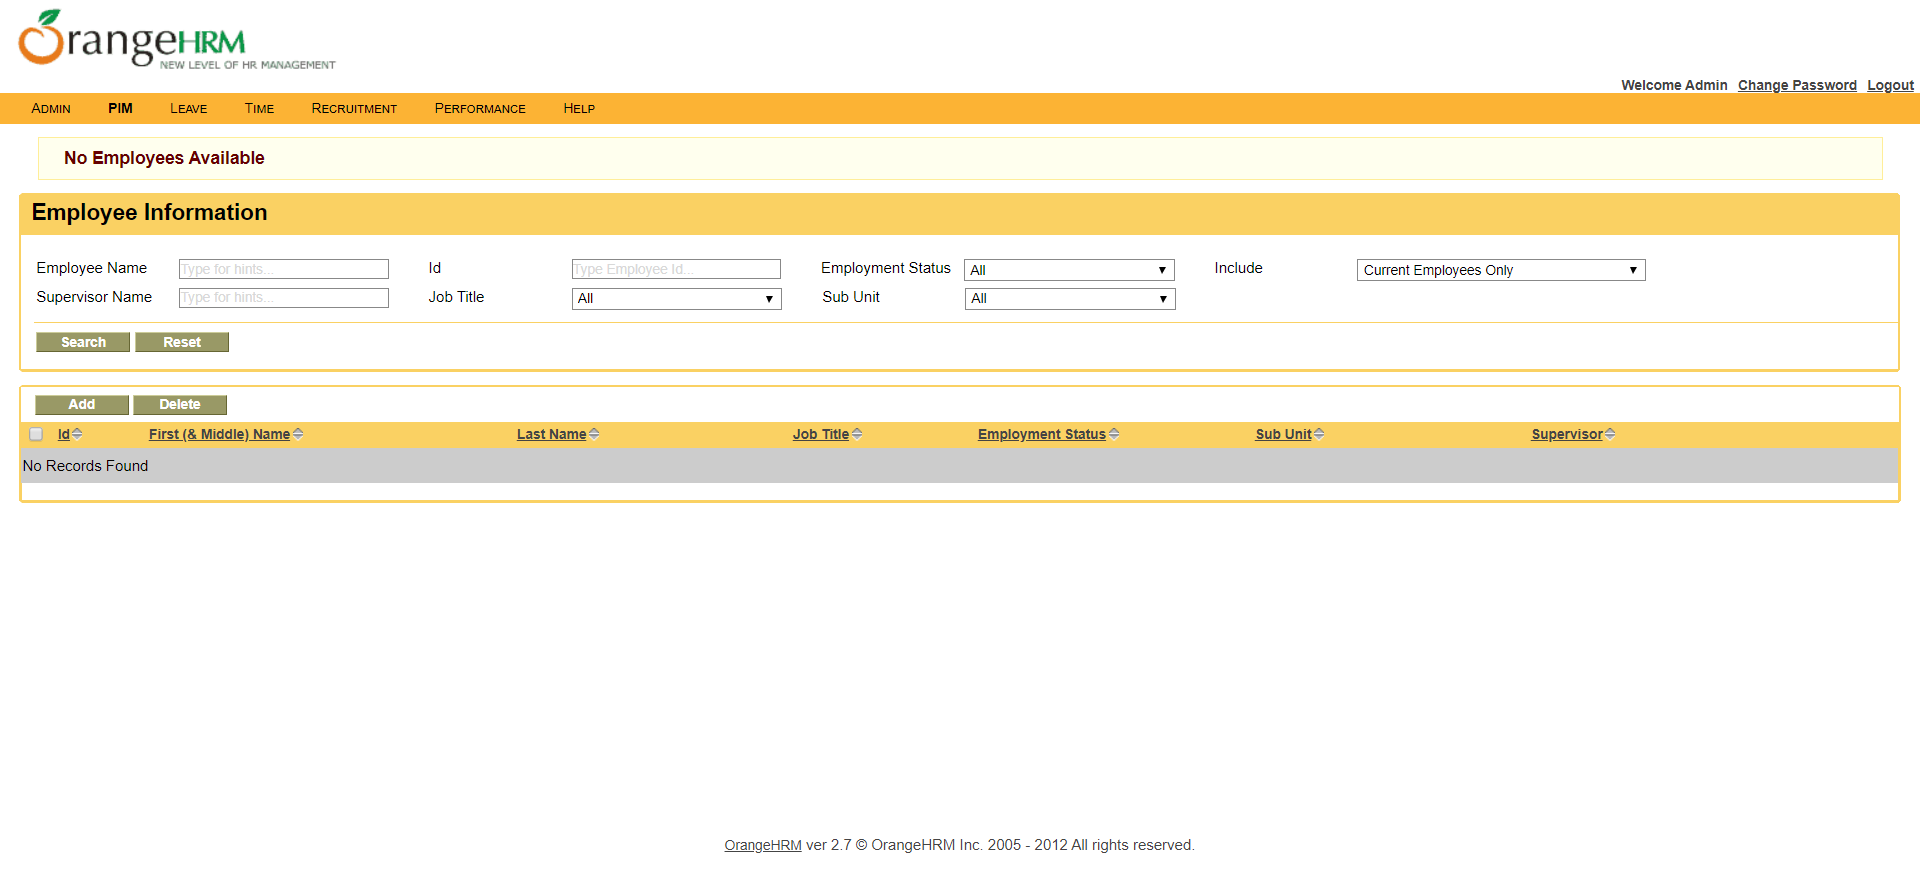 OrangeHRM
NEW LEVEL OF HR MANAGEMENT
Welcome Admin Change Password Logout
ADMIN PIM LEAVE TIME RECRUITMENT PERFORMANCE HELP
No Employees Available
Employee Information
Employee Name Type for hints... Id Type Employee Id... Employment Status All Include Current Employees Only
Supervisor Name Type for hints... Job Title All Sub Unit All
Search Reset
Add Delete
Id First (& Middle) Name Last Name Job Title Employment Status Sub Unit Supervisor
No Records Found
OrangeHRM ver 2.7 © OrangeHRM Inc. 2005 - 2012 All rights reserved.